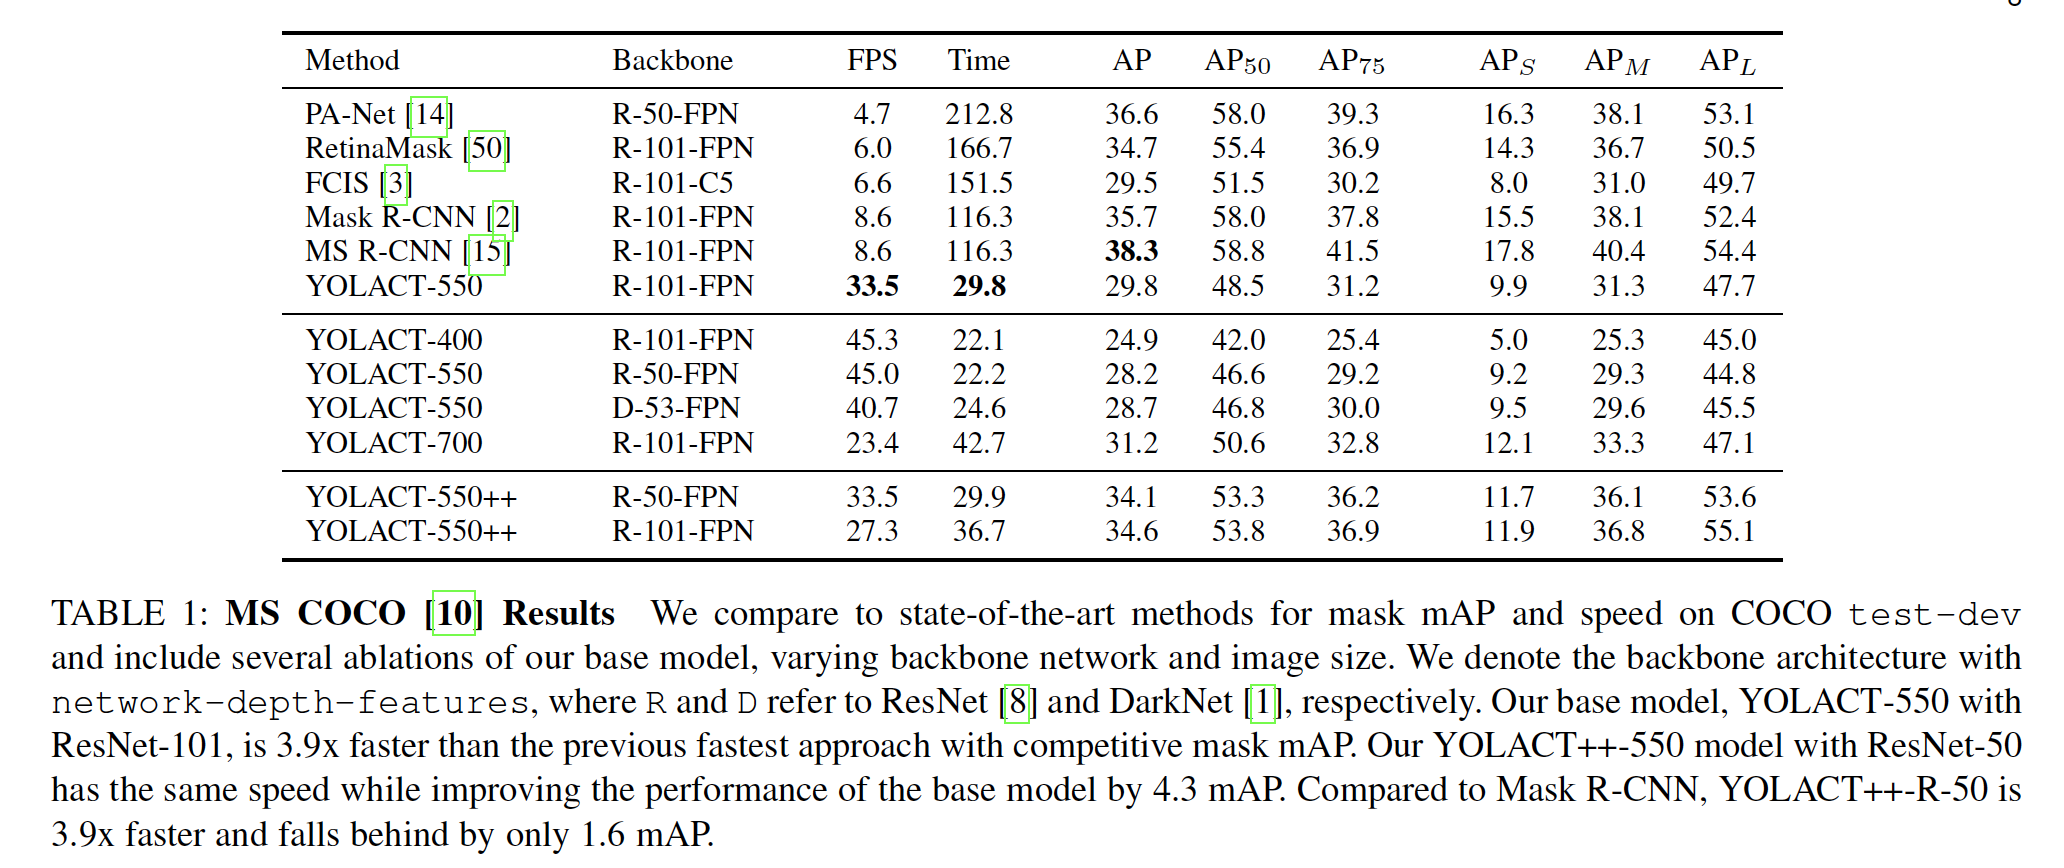 Method Backbone FPS Time AP AP50 AP75 APS APM APL
PA-Net [14] R-50-FPN 4.7 212.8 36.6 58.0 39.3 16.3 38.1 53.1
RetinaMask [50] R-101-FPN 6.0 166.7 34.7 55.4 36.9 14.3 36.7 50.5
FCIS [3] R-101-C5 6.6 151.5 29.5 51.5 30.2 8.0 31.0 49.7
Mask R-CNN [2] R-101-FPN 8.6 116.3 35.7 58.0 37.8 15.5 38.1 52.4
MS R-CNN [15] R-101-FPN 8.6 116.3 38.3 58.8 41.5 17.8 40.4 54.4
YOLACT-550 R-101-FPN 33.5 29.8 29.8 48.5 31.2 9.9 31.3 47.7
YOLACT-400 R-101-FPN 45.3 22.1 24.9 42.0 25.4 5.0 25.3 45.0
YOLACT-550 R-50-FPN 45.0 22.2 28.2 46.6 29.2 9.2 29.3 44.8
YOLACT-550 D-53-FPN 40.7 24.6 28.7 46.8 30.0 9.5 29.6 45.5
YOLACT-700 R-101-FPN 23.4 42.7 31.2 50.6 32.8 12.1 33.3 47.1
YOLACT-550++ R-50-FPN 33.5 29.9 34.1 53.3 36.2 11.7 36.1 53.6
YOLACT-550++ R-101-FPN 27.3 36.7 34.6 53.8 36.9 11.9 36.8 55.1
TABLE 1: MS COCO [10] Results We compare to state-of-the-art methods for mask mAP and speed on COCO test-dev
and include several ablations of our base model, varying backbone network and image size. We denote the backbone architecture with
network-depth-features, where R and D refer to ResNet [8] and DarkNet [1], respectively. Our base model, YOLACT-550 with
ResNet-101, is 3.9x faster than the previous fastest approach with competitive mask mAP. Our YOLACT++-550 model with ResNet-50
has the same speed while improving the performance of the base model by 4.3 mAP. Compared to Mask R-CNN, YOLACT++-R-50 is
3.9x faster and falls behind by only 1.6 mAP.